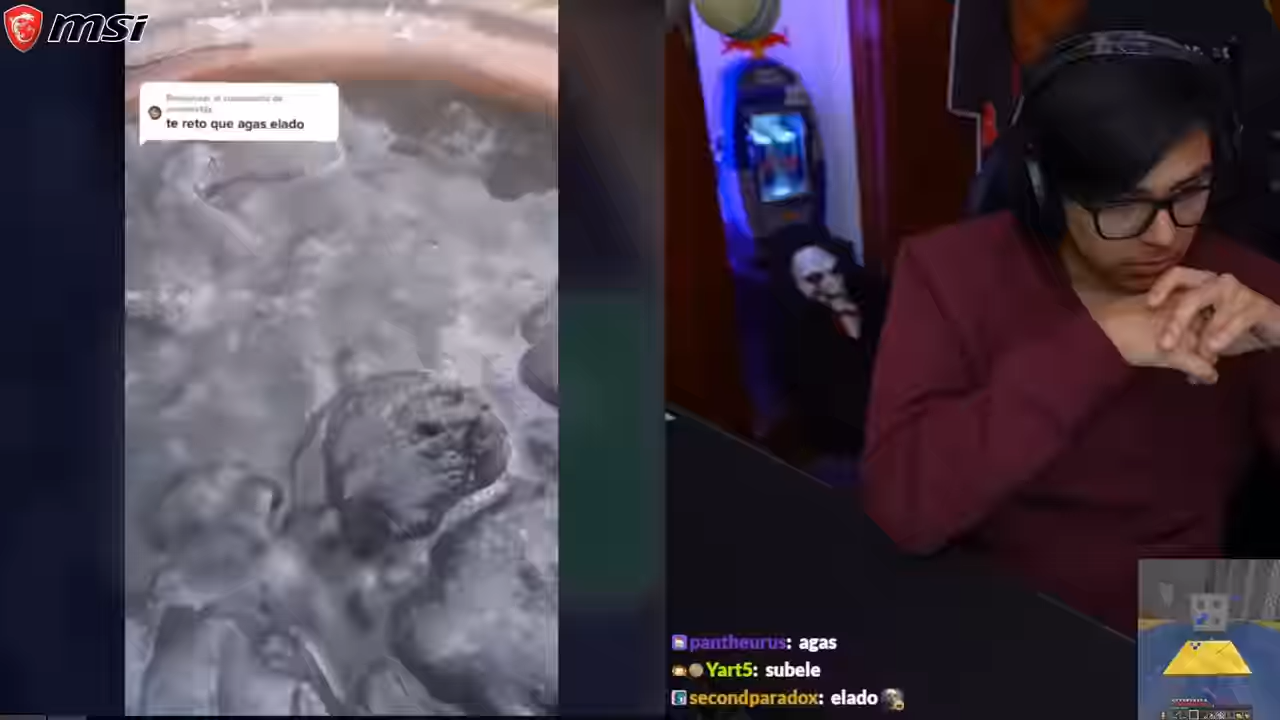 msi
te reto que agas elado
pantheurus: agas
Yart5: subele
secondparadox: elado